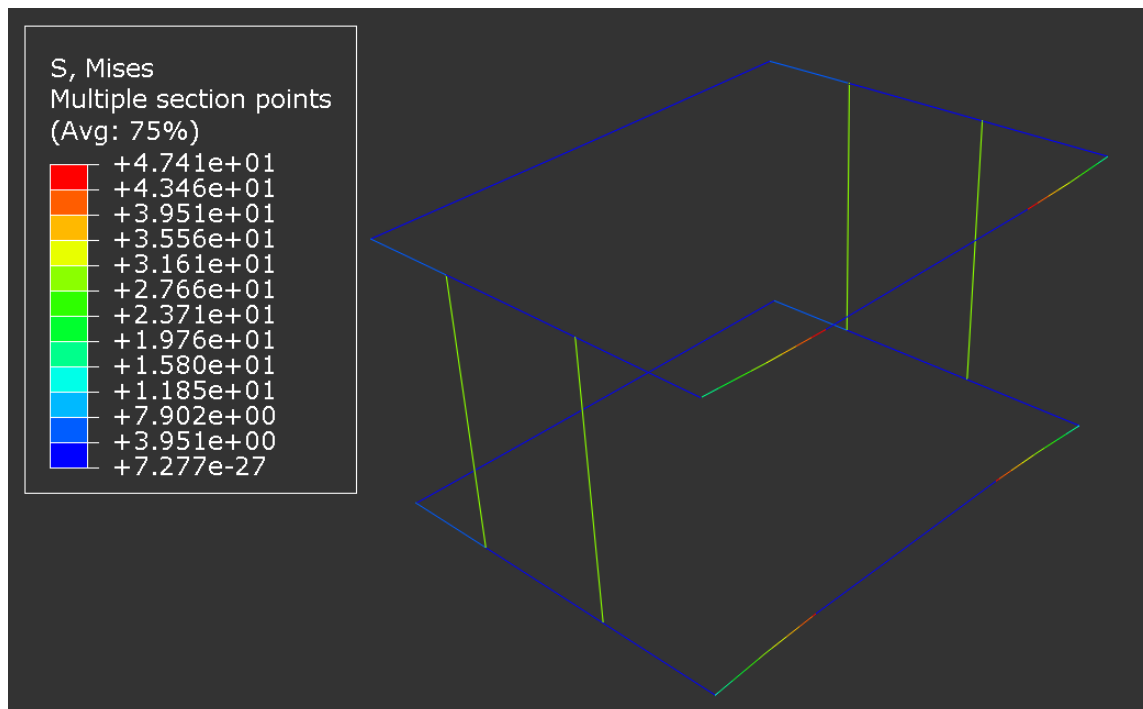 S, Mises
Multiple section points
(Avg: 75%)
+4.741e+01
+4.346e+01
+3.951e+01
+3.556e+01
+3.161e+01
+2.766e+01
+2.371e+01
+1.976e+01
+1.580e+01
+1.185e+01
+7.902e+00
+3.951e+00
+7.277e-27